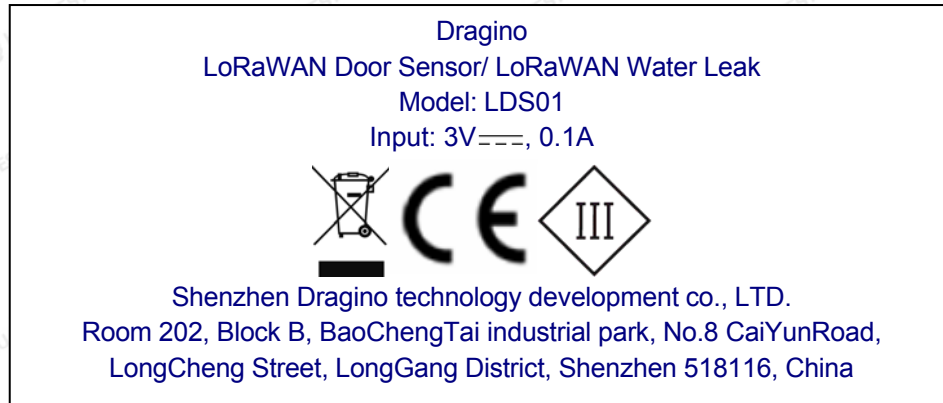 Dragino
LoRaWAN Door Sensor/ LoRaWAN Water Leak
Model: LDS01
Input: 3V⎓, 0.1A
CE III
Shenzhen Dragino technology development co., LTD.
Room 202, Block B, BaoChengTai industrial park, No.8 CaiYunRoad,
LongCheng Street, LongGang District, Shenzhen 518116, China